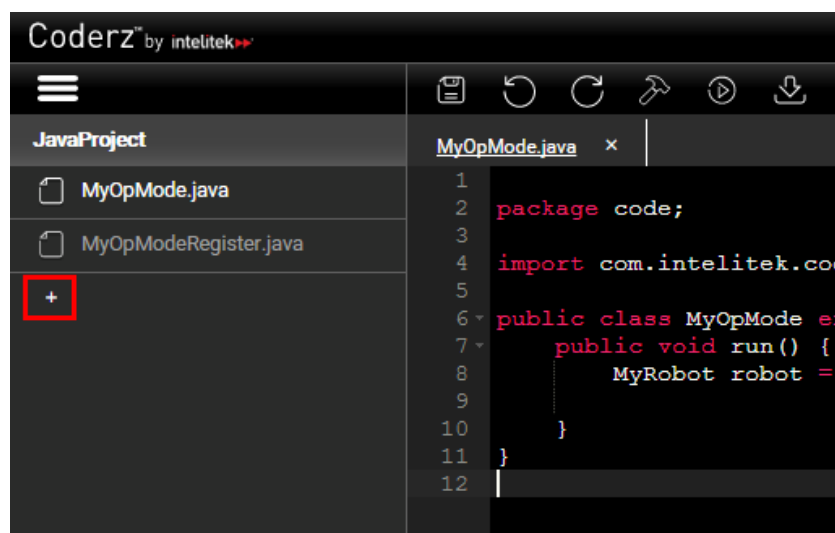 Coderz™ by intelitek
JavaProject
MyOpMode.java
MyOpModeRegister.java
+
MyOpMode.java ×
1
2 package code;
3
4 import com.intelitek.co
5
6 public class MyOpMode e
7 public void run() {
8 MyRobot robot =
9
10 }
11 }
12